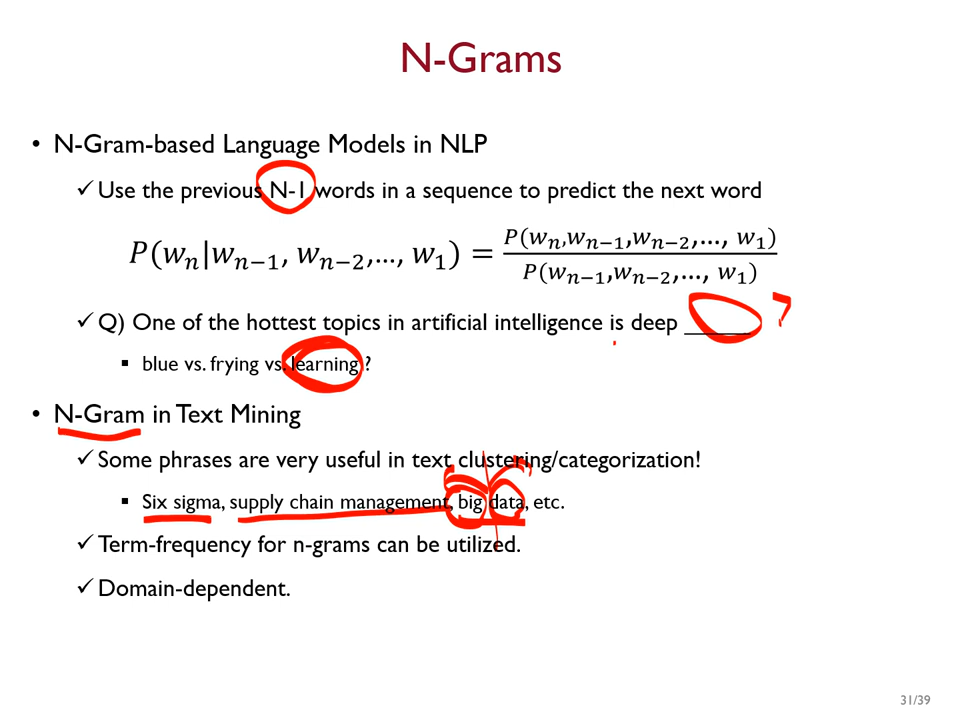 N-Grams
• N-Gram-based Language Models in NLP
✓ Use the previous N-1 words in a sequence to predict the next word
P(wₙ|wₙ₋₁, wₙ₋₂,…, w₁) = P(wₙ,wₙ₋₁,wₙ₋₂,…, w₁) / P(wₙ₋₁,wₙ₋₂,…, w₁)
✓ Q) One of the hottest topics in artificial intelligence is deep ______ ?
▪ blue vs. frying vs. learning ?
• N-Gram in Text Mining
✓ Some phrases are very useful in text clustering/categorization!
▪ Six sigma, supply chain management, big data, etc.
✓ Term-frequency for n-grams can be utilized.
✓ Domain-dependent.
31/39